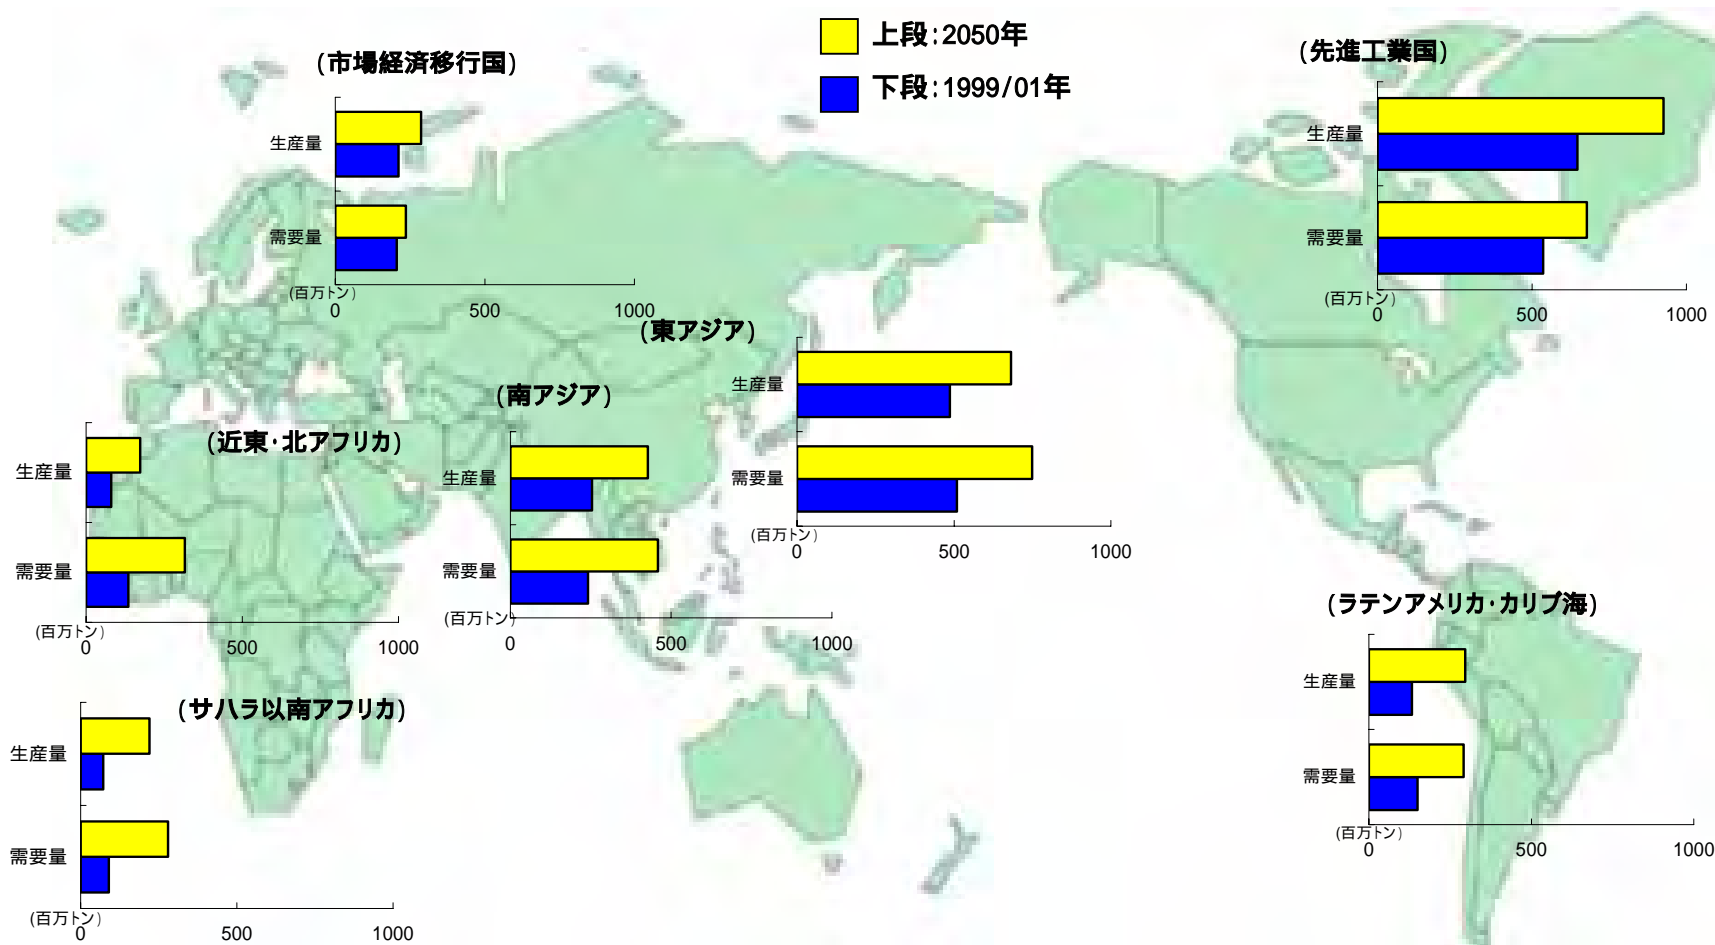 上段:2050年
下段:1999/01年
(市場経済移行国)
生産量
需要量
(百万トン)
0 500 1000
(先進工業国)
生産量
需要量
(百万トン)
0 500 1000
(東アジア)
生産量
需要量
(百万トン)
0 500 1000
(南アジア)
生産量
需要量
(百万トン)
0 500 1000
(近東・北アフリカ)
生産量
需要量
(百万トン)
0 500 1000
(ラテンアメリカ・カリブ海)
生産量
需要量
(百万トン)
0 500 1000
(サハラ以南アフリカ)
生産量
需要量
(百万トン)
0 500 1000